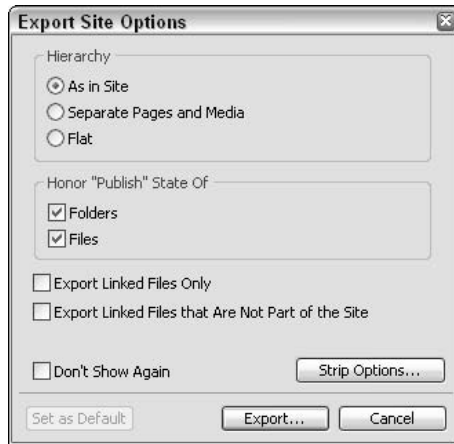 Export Site Options
Hierarchy
As in Site
Separate Pages and Media
Flat
Honor "Publish" State Of
Folders
Files
Export Linked Files Only
Export Linked Files that Are Not Part of the Site
Don't Show Again
Strip Options...
Set as Default
Export...
Cancel